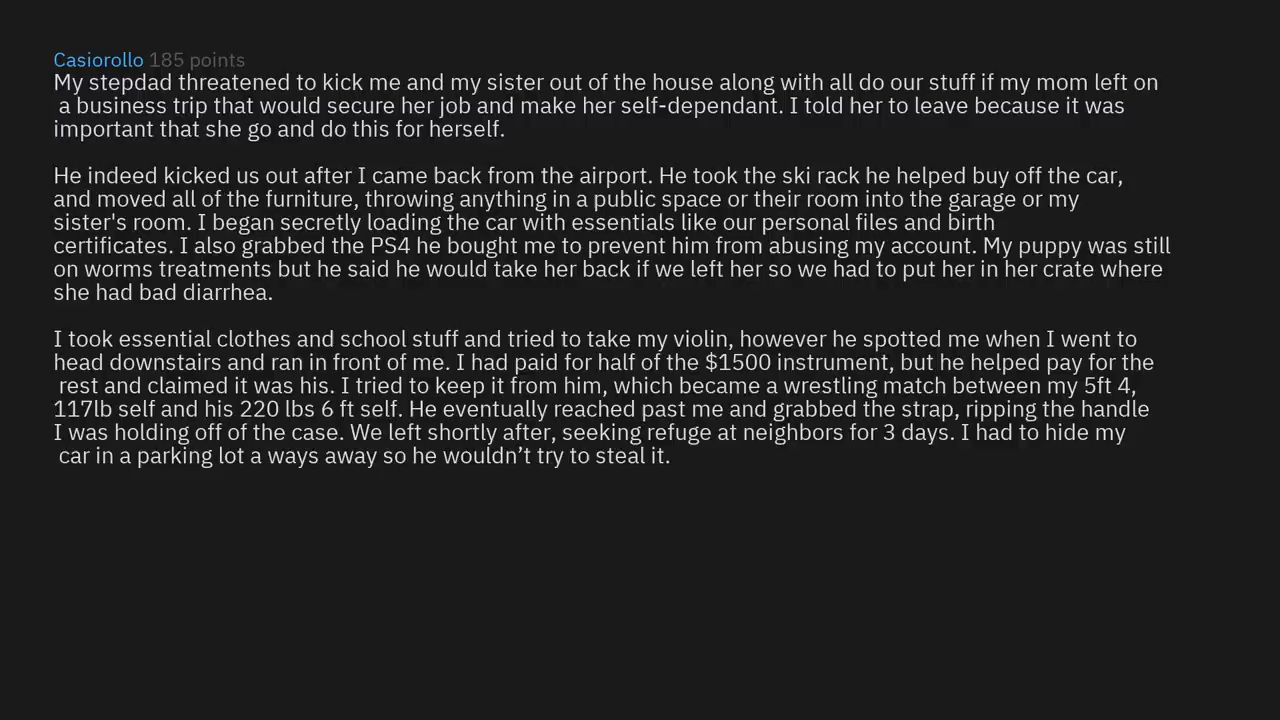 Casiorollo 185 points
My stepdad threatened to kick me and my sister out of the house along with all do our stuff if my mom left on
a business trip that would secure her job and make her self-dependant. I told her to leave because it was
important that she go and do this for herself.
He indeed kicked us out after I came back from the airport. He took the ski rack he helped buy off the car,
and moved all of the furniture, throwing anything in a public space or their room into the garage or my
sister's room. I began secretly loading the car with essentials like our personal files and birth
certificates. I also grabbed the PS4 he bought me to prevent him from abusing my account. My puppy was still
on worms treatments but he said he would take her back if we left her so we had to put her in her crate where
she had bad diarrhea.
I took essential clothes and school stuff and tried to take my violin, however he spotted me when I went to
head downstairs and ran in front of me. I had paid for half of the $1500 instrument, but he helped pay for the
rest and claimed it was his. I tried to keep it from him, which became a wrestling match between my 5ft 4,
117lb self and his 220 lbs 6 ft self. He eventually reached past me and grabbed the strap, ripping the handle
I was holding off of the case. We left shortly after, seeking refuge at neighbors for 3 days. I had to hide my
car in a parking lot a ways away so he wouldn’t try to steal it.